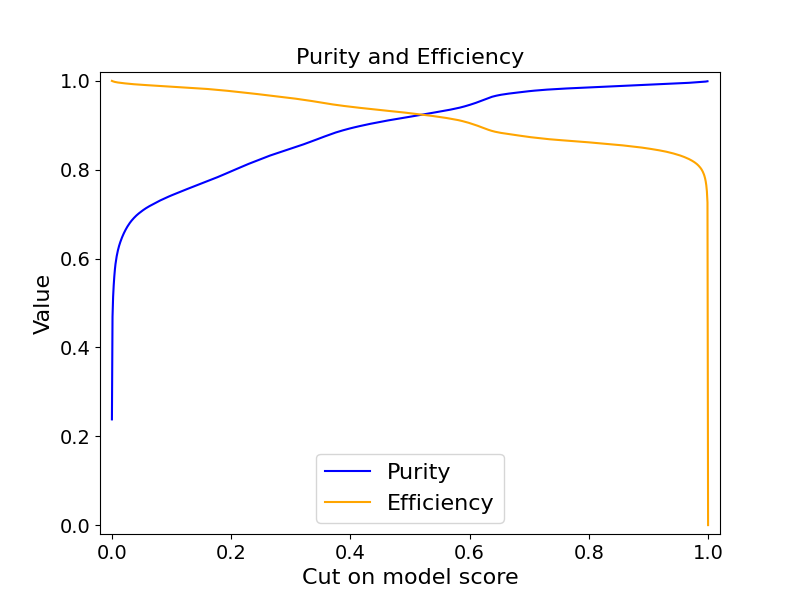 Purity and Efficiency
1.0
0.8
0.6
0.4
0.2
0.0
Value
Purity
Efficiency
0.0 0.2 0.4 0.6 0.8 1.0
Cut on model score